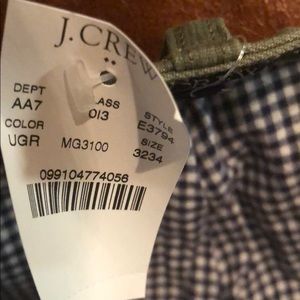 J.CREW
DEPT ASS STYLE
AA7 013 E3794
COLOR SIZE
UGR MG3100 3234
099104774056